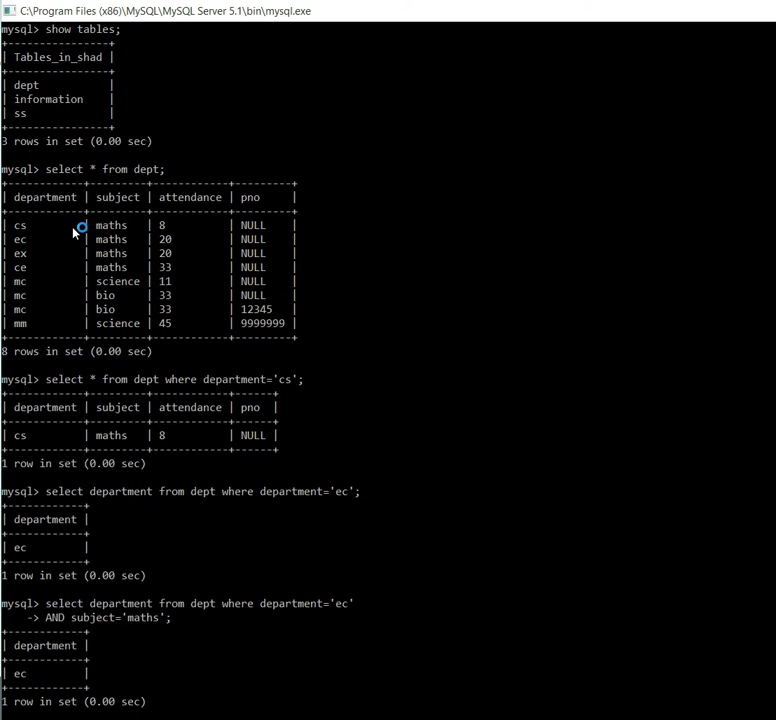 C:\Program Files (x86)\MySQL\MySQL Server 5.1\bin\mysql.exe
mysql> show tables;
+----------------+
| Tables_in_shad |
+----------------+
| dept           |
| information    |
| ss             |
+----------------+
3 rows in set (0.00 sec)
mysql> select * from dept;
+------------+---------+------------+---------+
| department | subject | attendance | pno     |
+------------+---------+------------+---------+
| cs         | maths   | 8          | NULL    |
| ec         | maths   | 20         | NULL    |
| ex         | maths   | 20         | NULL    |
| ce         | maths   | 33         | NULL    |
| mc         | science | 11         | NULL    |
| mc         | bio     | 33         | NULL    |
| mc         | bio     | 33         | 12345   |
| mm         | science | 45         | 9999999 |
+------------+---------+------------+---------+
8 rows in set (0.00 sec)
mysql> select * from dept where department='cs';
+------------+---------+------------+------+
| department | subject | attendance | pno  |
+------------+---------+------------+------+
| cs         | maths   | 8          | NULL |
+------------+---------+------------+------+
1 row in set (0.00 sec)
mysql> select department from dept where department='ec';
+------------+
| department |
+------------+
| ec         |
+------------+
1 row in set (0.00 sec)
mysql> select department from dept where department='ec'
    -> AND subject='maths';
+------------+
| department |
+------------+
| ec         |
+------------+
1 row in set (0.00 sec)